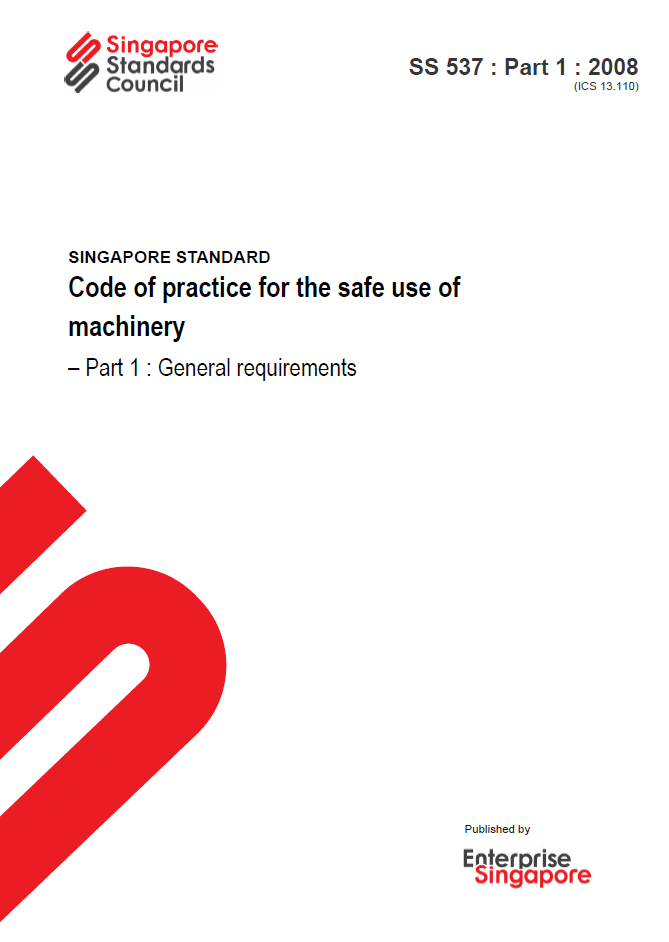 Singapore
Standards
Council
SS 537 : Part 1 : 2008
(ICS 13.110)
SINGAPORE STANDARD
Code of practice for the safe use of
machinery
– Part 1 : General requirements
Published by
Enterprise
Singapore